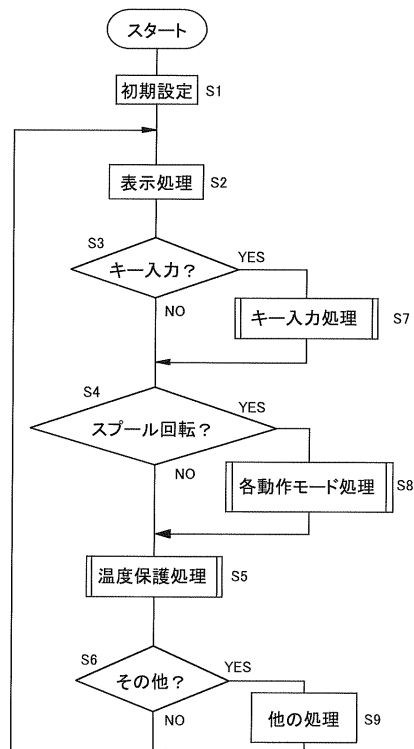 スタート
初期設定 S1
表示処理 S2
S3
キー入力?
YES
NO
キー入力処理 S7
S4
スプール回転?
YES
NO
各動作モード処理 S8
温度保護処理 S5
S6
その他?
YES
NO
他の処理 S9